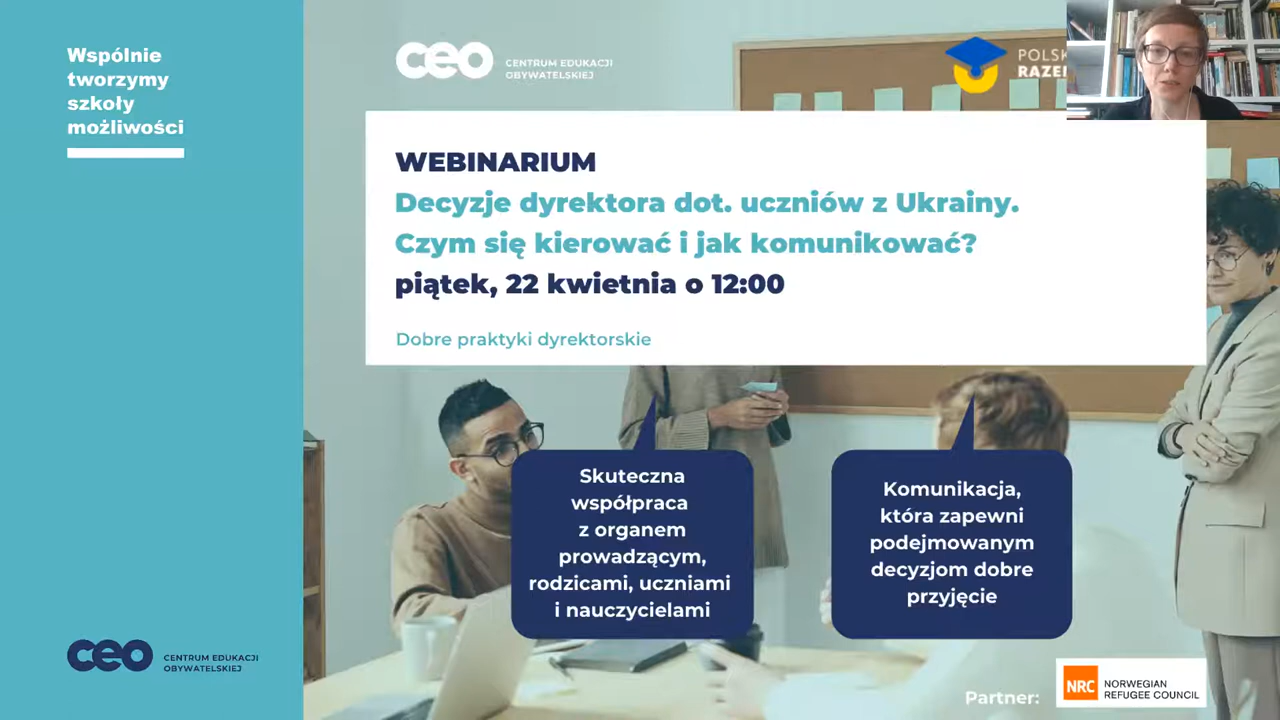 Wspólnie
tworzymy
szkoły
możliwości
ceo
CENTRUM EDUKACJI
OBYWATELSKIEJ
WEBINARIUM
Decyzje dyrektora dot. uczniów z Ukrainy.
Czym się kierować i jak komunikować?
piątek, 22 kwietnia o 12:00
Dobre praktyki dyrektorskie
Skuteczna
współpraca
z organem
prowadzącym,
rodzicami, uczniami
i nauczycielami
Komunikacja,
która zapewni
podejmowanym
decyzjom dobre
przyjęcie
ceo
CENTRUM EDUKACJI
OBYWATELSKIEJ
Partner:
NRC
NORWEGIAN
REFUGEE COUNCIL